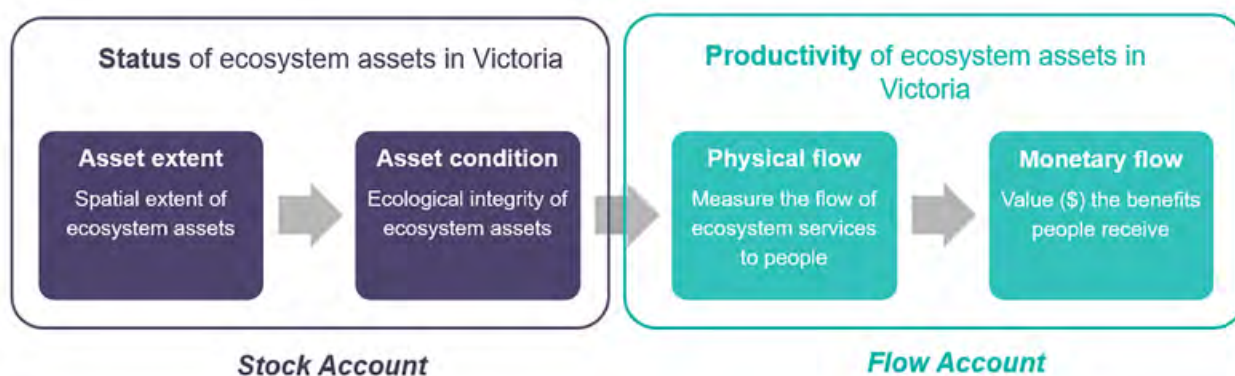 Status of ecosystem assets in Victoria
Asset extent
Spatial extent of
ecosystem assets
Asset condition
Ecological integrity of
ecosystem assets
Stock Account
Productivity of ecosystem assets in
Victoria
Physical flow
Measure the flow of
ecosystem services
to people
Monetary flow
Value ($) the benefits
people receive
Flow Account